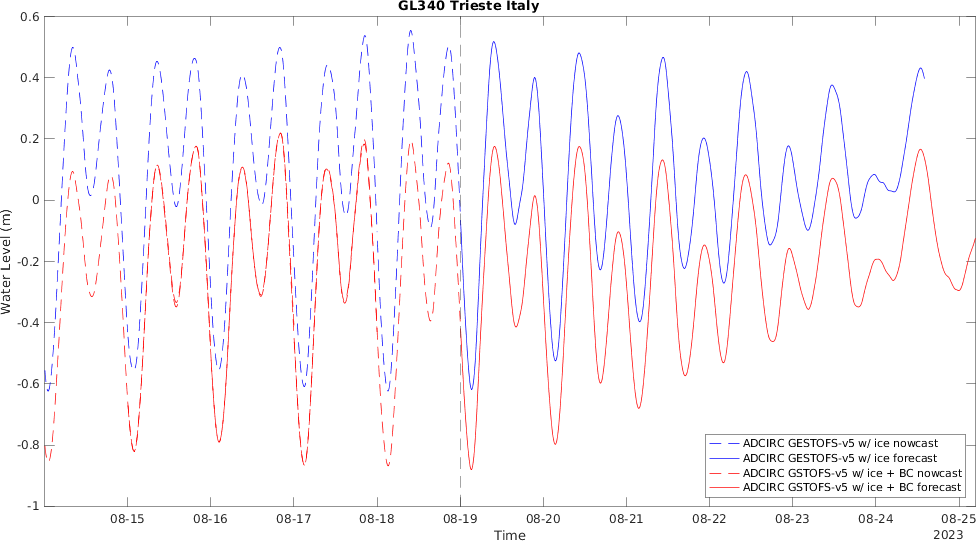 GL340 Trieste Italy
0.6
0.4
0.2
0
-0.2
-0.4
-0.6
-0.8
-1
Water Level (m)
ADCIRC GESTOFS-v5 w/ ice nowcast
ADCIRC GESTOFS-v5 w/ ice forecast
ADCIRC GSTOFS-v5 w/ ice + BC nowcast
ADCIRC GSTOFS-v5 w/ ice + BC forecast
08-15 08-16 08-17 08-18 08-19 08-20 08-21 08-22 08-23 08-24 08-25
Time
2023